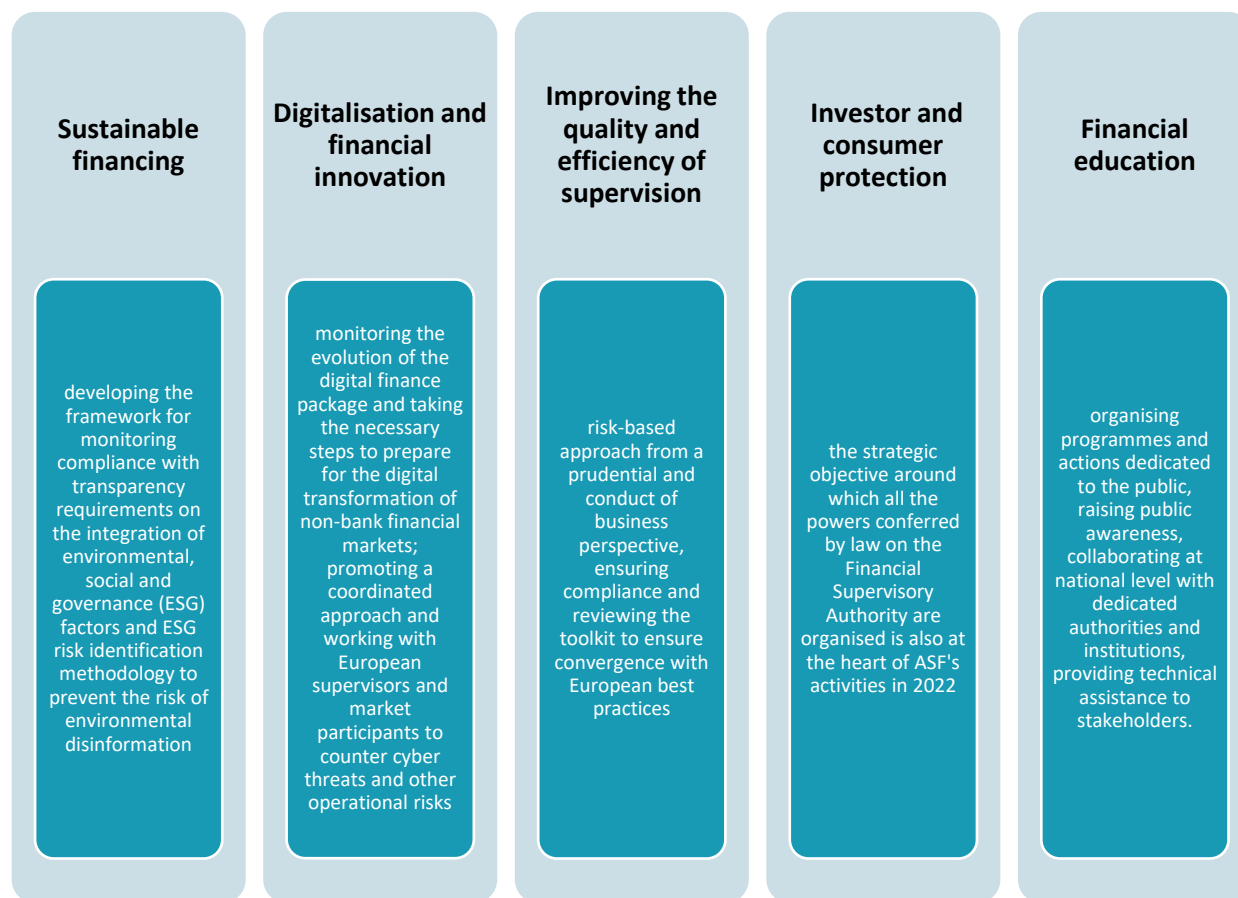 Sustainable
financing
developing the
framework for
monitoring
compliance with
transparency
requirements on
the integration of
environmental,
social and
governance (ESG)
factors and ESG
risk identification
methodology to
prevent the risk of
environmental
disinformation
Digitalisation and
financial
innovation
monitoring the
evolution of the
digital finance
package and taking
the necessary
steps to prepare
for the digital
transformation of
non-bank financial
markets;
promoting a
coordinated
approach and
working with
European
supervisors and
market
participants to
counter cyber
threats and other
operational risks
Improving the
quality and
efficiency of
supervision
risk-based
approach from a
prudential and
conduct of
business
perspective,
ensuring
compliance and
reviewing the
toolkit to ensure
convergence with
European best
practices
Investor and
consumer
protection
the strategic
objective around
which all the
powers conferred
by law on the
Financial
Supervisory
Authority are
organised is also at
the heart of ASF's
activities in 2022
Financial
education
organising
programmes and
actions dedicated
to the public,
raising public
awareness,
collaborating at
national level with
dedicated
authorities and
institutions,
providing technical
assistance to
stakeholders.